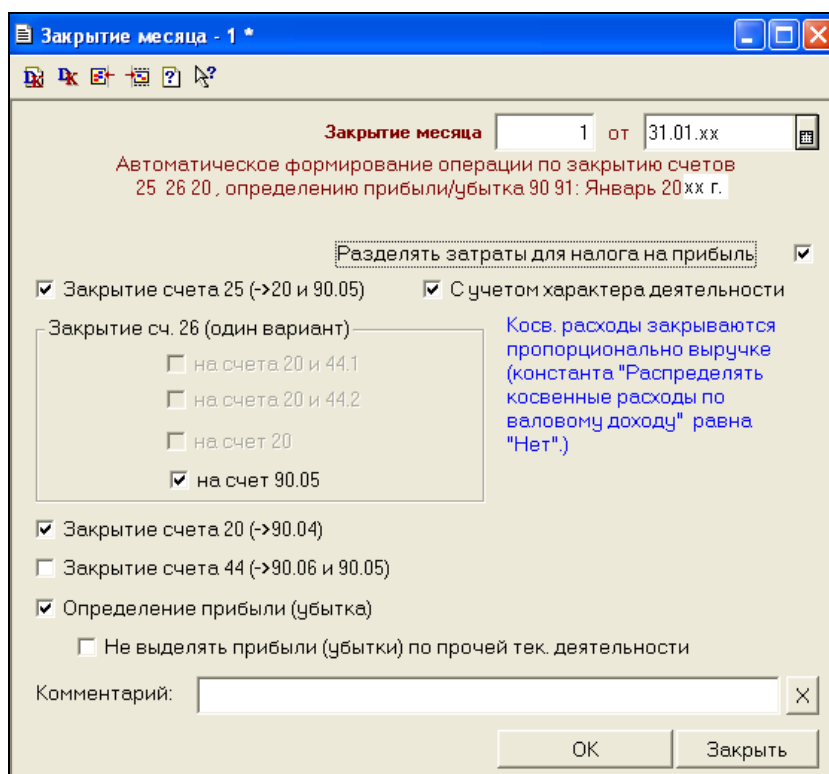 Закрытие месяца - 1 *
Закрытие месяца 1 от 31.01.xx
Автоматическое формирование операции по закрытию счетов
25 26 20 , определению прибыли/убытка 90 91: Январь 20xx г.
Разделять затраты для налога на прибыль
Закрытие счета 25 (->20 и 90.05)
С учетом характера деятельности
Закрытие сч. 26 (один вариант)
на счета 20 и 44.1
на счета 20 и 44.2
на счет 20
на счет 90.05
Косв. расходы закрываются
пропорционально выручке
(константа "Распределять
косвенные расходы по
валовому доходу" равна
"Нет".)
Закрытие счета 20 (->90.04)
Закрытие счета 44 (->90.06 и 90.05)
Определение прибыли (убытка)
Не выделять прибыли (убытки) по прочей тек. деятельности
Комментарий:
X
OK
Закрыть